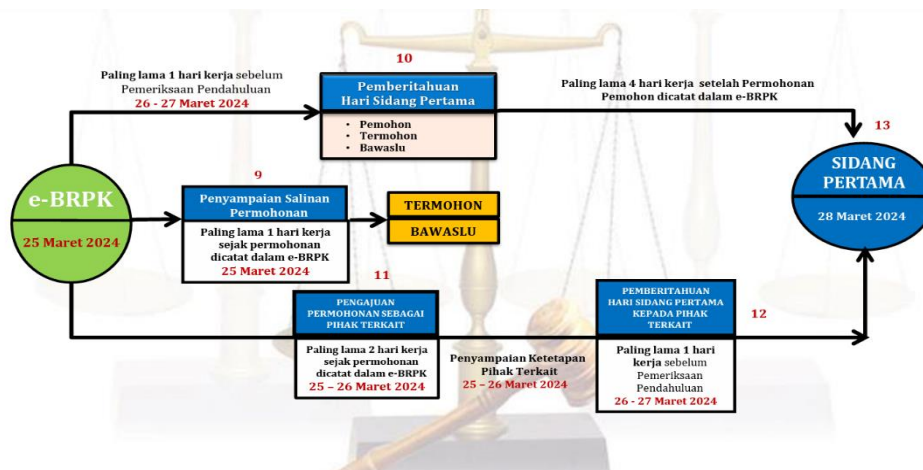 10
Paling lama 1 hari kerja sebelum
Pemeriksaan Pendahuluan
26 - 27 Maret 2024
Pemberitahuan
Hari Sidang Pertama
• Pemohon
• Termohon
• Bawaslu
Paling lama 4 hari kerja setelah Permohonan
Pemohon dicatat dalam e-BRPK
13
SIDANG
PERTAMA
28 Maret 2024
e-BRPK
25 Maret 2024
9
Penyampaian Salinan
Permohonan
Paling lama 1 hari kerja
sejak permohonan
dicatat dalam e-BRPK
25 Maret 2024
TERMOHON
BAWASLU
11
PENGAJUAN
PERMOHONAN SEBAGAI
PIHAK TERKAIT
Paling lama 2 hari kerja
sejak permohonan
dicatat dalam e-BRPK
25 – 26 Maret 2024
Penyampaian Ketetapan
Pihak Terkait
25 – 26 Maret 2024
PEMBERITAHUAN
HARI SIDANG PERTAMA
KEPADA PIHAK
TERKAIT
12
Paling lama 1 hari
kerja sebelum
Pemeriksaan
Pendahuluan
26 - 27 Maret 2024